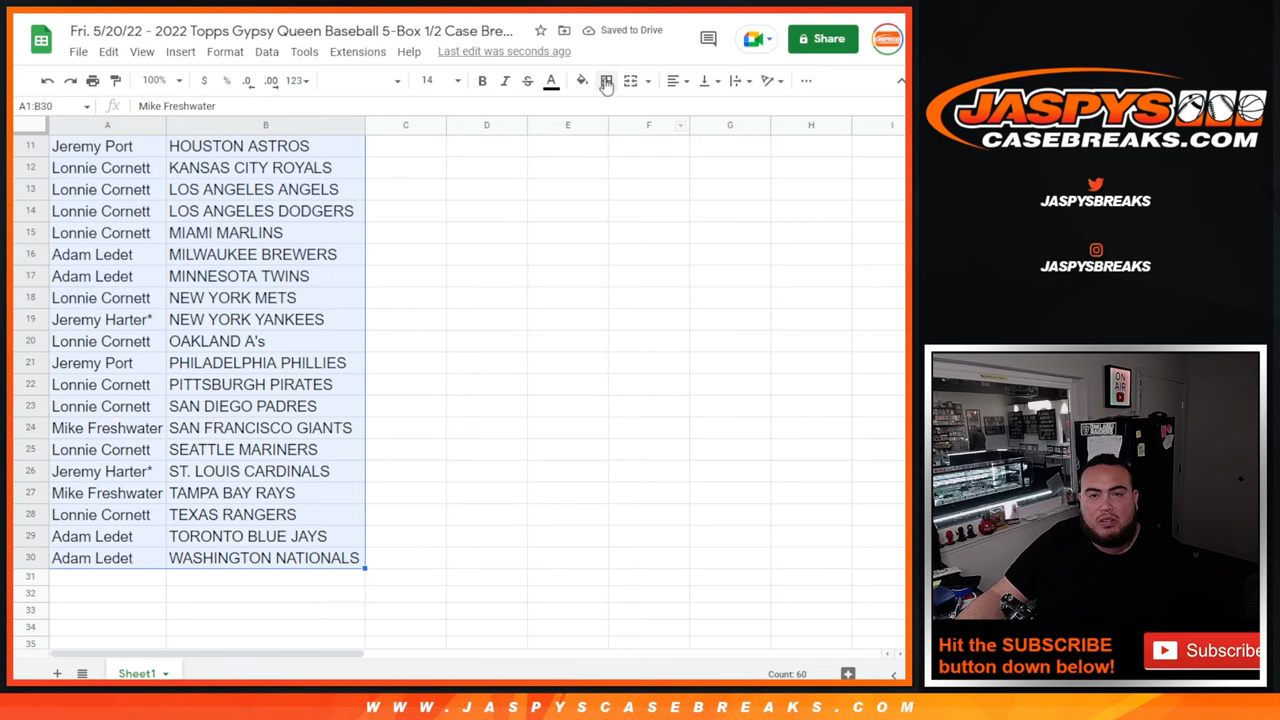 Fri. 5/20/22 - 2022 Topps Gypsy Queen Baseball 5-Box 1/2 Case Bre...
Saved to Drive
Share
File Edit View Insert Format Data Tools Extensions Help Last edit was seconds ago
100% $ % .0 .00 123 14 B I S A
A1:B30 fx Mike Freshwater
A B C D E F G H I
11 Jeremy Port HOUSTON ASTROS
12 Lonnie Cornett KANSAS CITY ROYALS
13 Lonnie Cornett LOS ANGELES ANGELS
14 Lonnie Cornett LOS ANGELES DODGERS
15 Lonnie Cornett MIAMI MARLINS
16 Adam Ledet MILWAUKEE BREWERS
17 Adam Ledet MINNESOTA TWINS
18 Lonnie Cornett NEW YORK METS
19 Jeremy Harter* NEW YORK YANKEES
20 Lonnie Cornett OAKLAND A's
21 Jeremy Port PHILADELPHIA PHILLIES
22 Lonnie Cornett PITTSBURGH PIRATES
23 Lonnie Cornett SAN DIEGO PADRES
24 Mike Freshwater SAN FRANCISCO GIANTS
25 Lonnie Cornett SEATTLE MARINERS
26 Jeremy Harter* ST. LOUIS CARDINALS
27 Mike Freshwater TAMPA BAY RAYS
28 Lonnie Cornett TEXAS RANGERS
29 Adam Ledet TORONTO BLUE JAYS
30 Adam Ledet WASHINGTON NATIONALS
31
32
33
34
35
Sheet1
Count: 60
JASPYS
CASEBREAKS.COM
JASPYSBREAKS
JASPYSBREAKS
ON AIR
Hit the SUBSCRIBE
button down below!
Subscribe
WWW.JASPYSCASEBREAKS.COM